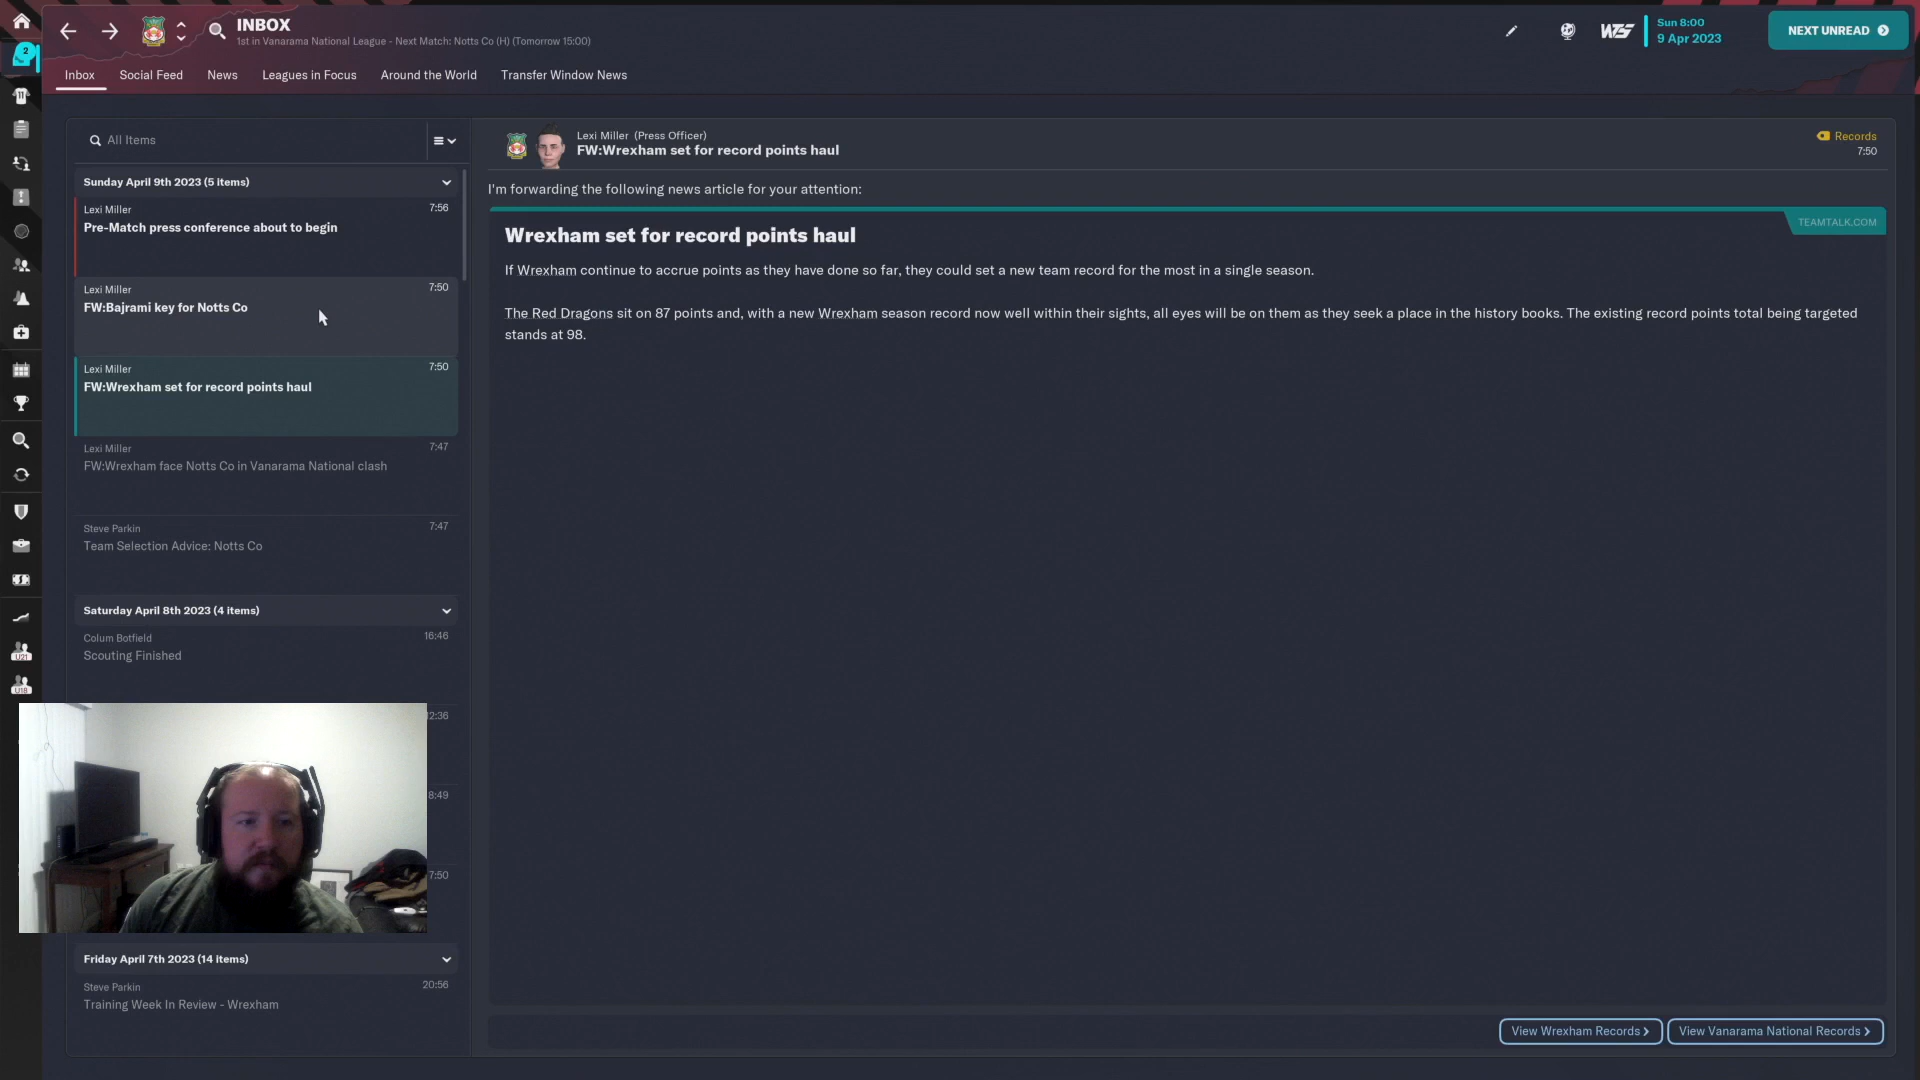 INBOX
1st in Vanarama National League - Next Match: Notts Co (H) (Tomorrow 15:00)
Sun 8:00
9 Apr 2023
NEXT UNREAD
2
Inbox
Social Feed
News
Leagues in Focus
Around the World
Transfer Window News
All Items
Sunday April 9th 2023 (5 items)
Lexi Miller
7:56
Pre-Match press conference about to begin
Lexi Miller
7:50
FW:Bajrami key for Notts Co
Lexi Miller
7:50
FW:Wrexham set for record points haul
Lexi Miller
7:47
FW:Wrexham face Notts Co in Vanarama National clash
Steve Parkin
7:47
Team Selection Advice: Notts Co
Saturday April 8th 2023 (4 items)
Colum Botfield
16:46
Scouting Finished
2:36
8:49
7:50
Friday April 7th 2023 (14 items)
Steve Parkin
20:56
Training Week In Review - Wrexham
U21
U18
Lexi Miller (Press Officer)
FW:Wrexham set for record points haul
Records
7:50
I'm forwarding the following news article for your attention:
TEAMTALK.COM
Wrexham set for record points haul
If Wrexham continue to accrue points as they have done so far, they could set a new team record for the most in a single season.
The Red Dragons sit on 87 points and, with a new Wrexham season record now well within their sights, all eyes will be on them as they seek a place in the history books. The existing record points total being targeted
stands at 98.
View Wrexham Records
View Vanarama National Records